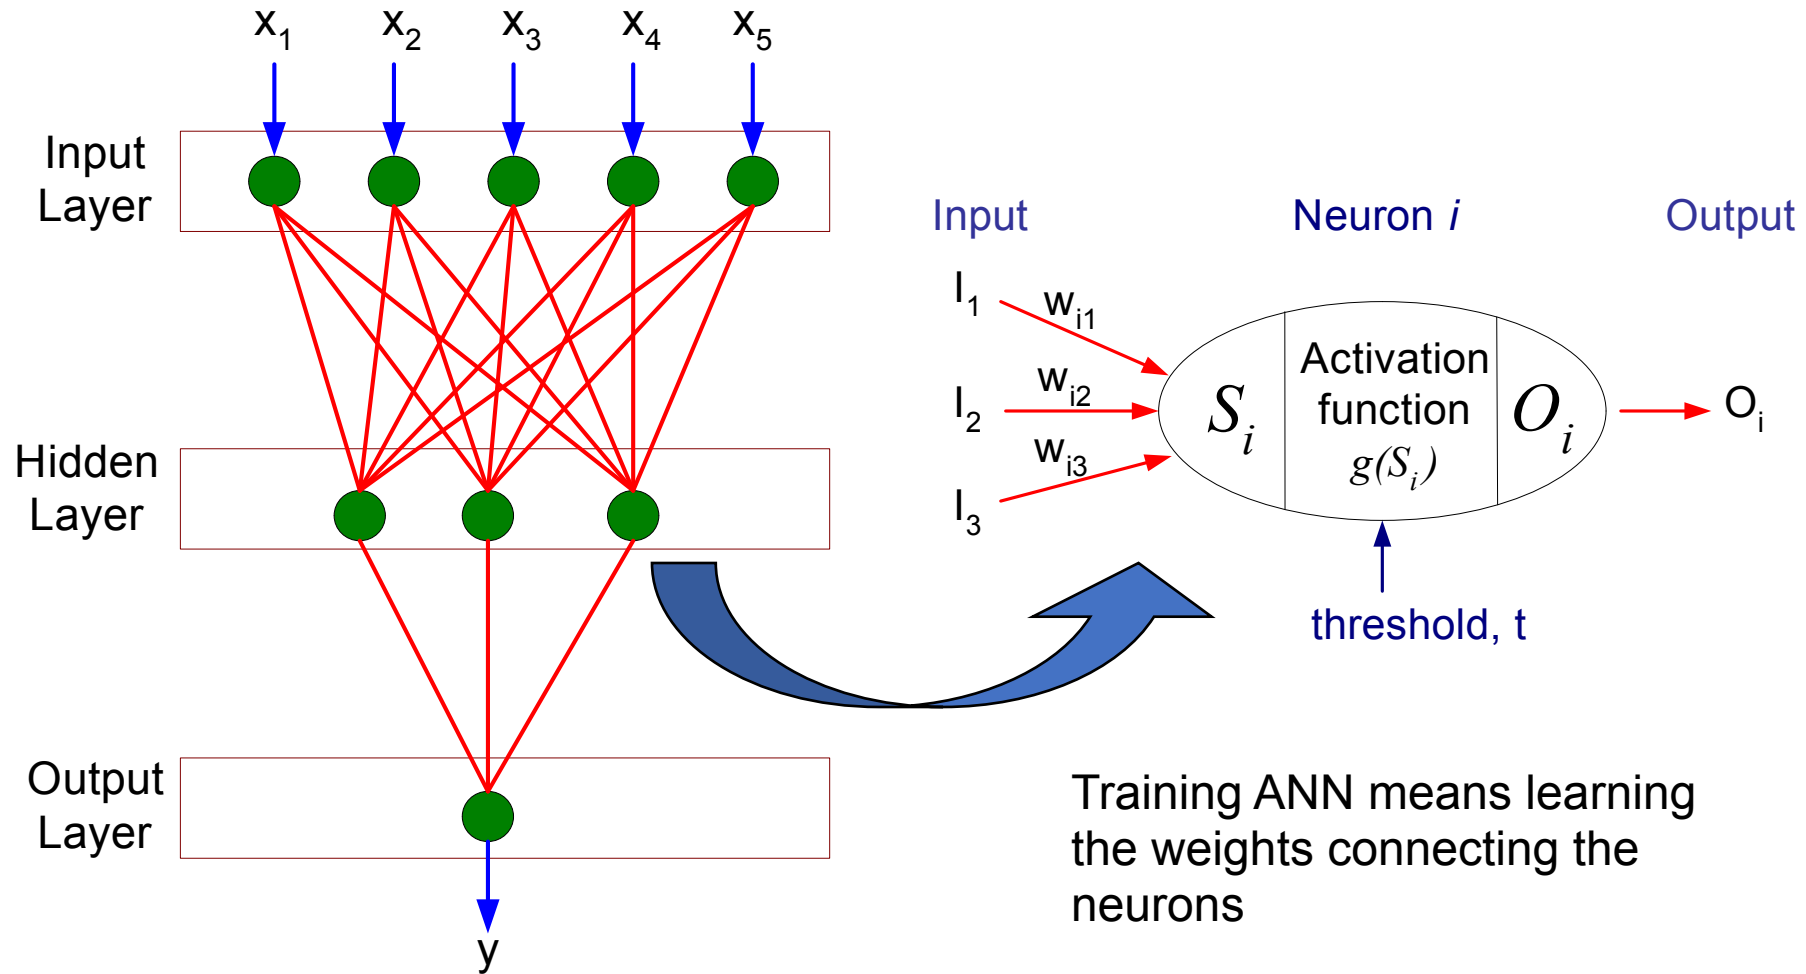 x₁ x₂ x₃ x₄ x₅
Input
Layer
Hidden
Layer
Output
Layer
y
Input
Neuron i
Output
I₁
wᵢ₁
I₂
wᵢ₂
I₃
wᵢ₃
Sᵢ
Activation
function
g(Sᵢ)
Oᵢ
Oᵢ
threshold, t
Training ANN means learning
the weights connecting the
neurons